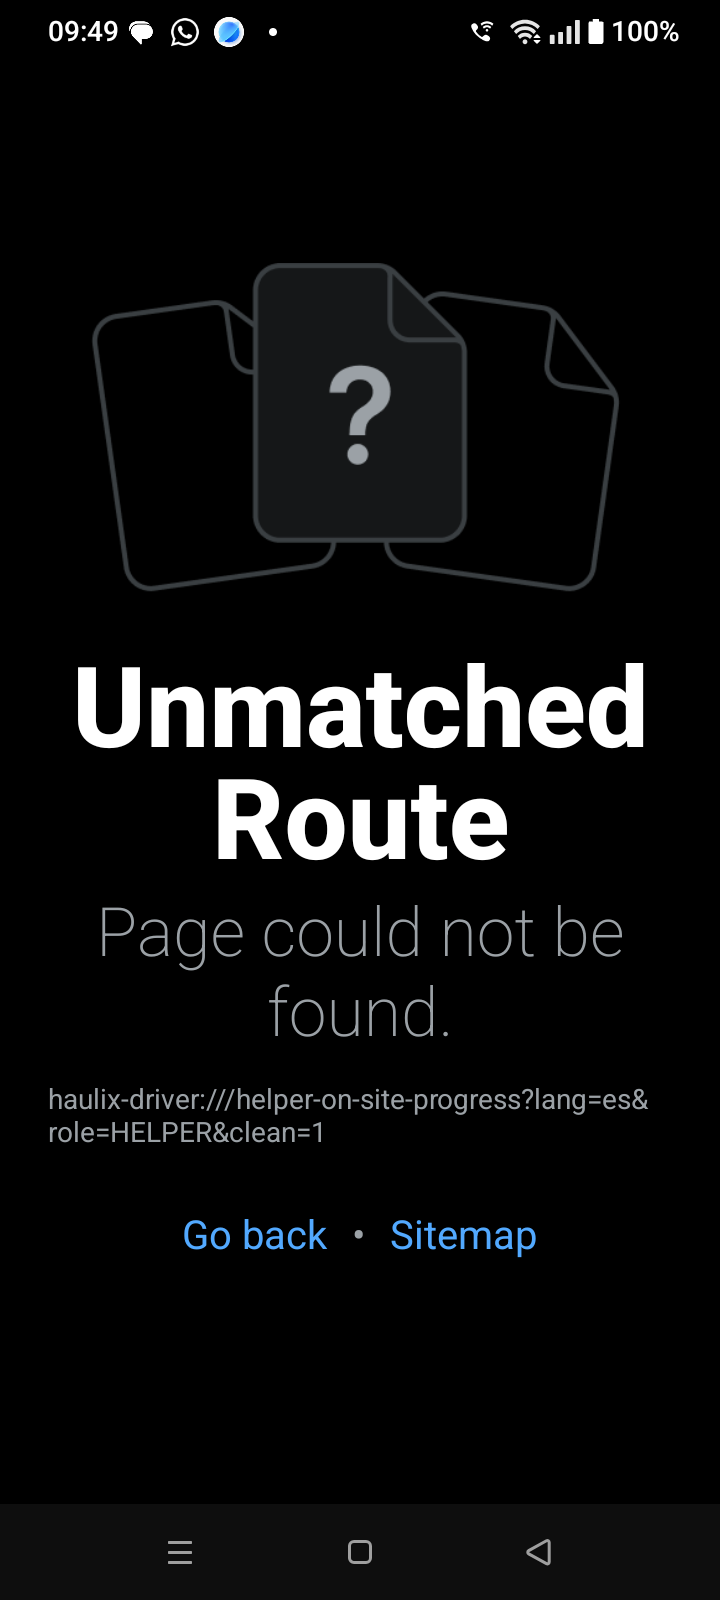 09:49
100%
?
Unmatched
Route
Page could not be
found.
haulix-driver:///helper-on-site-progress?lang=es&
role=HELPER&clean=1
Go back • Sitemap